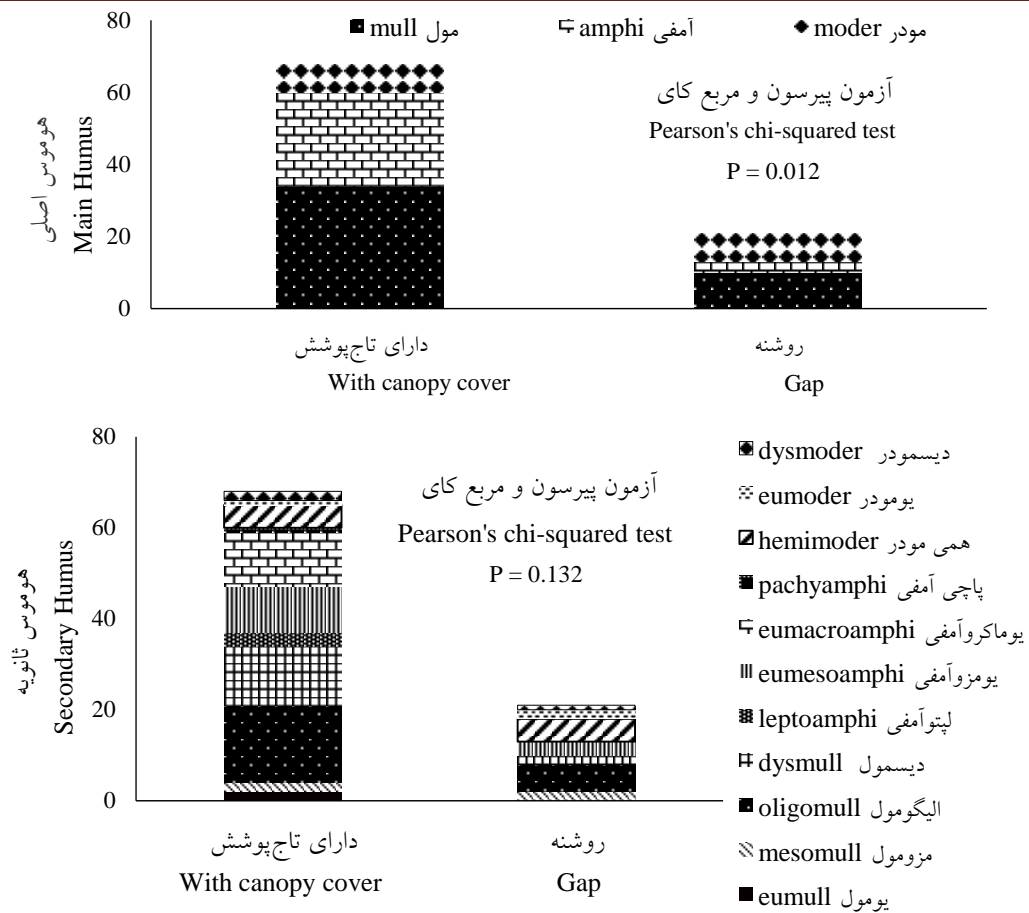 80
60
40
20
0
مول mull
آمفی amphi
مودر moder
آزمون پیرسون و مربع کای
Pearson's chi-squared test
P = 0.012
هوموس اصلی
Main Humus
دارای تاج‌پوشش
With canopy cover
روشنه
Gap
80
60
40
20
0
آزمون پیرسون و مربع کای
Pearson's chi-squared test
P = 0.132
هوموس ثانویه
Secondary Humus
دارای تاج‌پوشش
With canopy cover
روشنه
Gap
دیسمودر dysmoder
یومودر eumoder
همی مودر hemimoder
پاچی آمفی pachyamphi
یوماکروآمفی eumacroamphi
یومزوآمفی eumesoamphi
لپتوآمفی leptoamphi
دیسمول dysmull
الیگومول oligomull
مزومول mesomull
یومول eumull